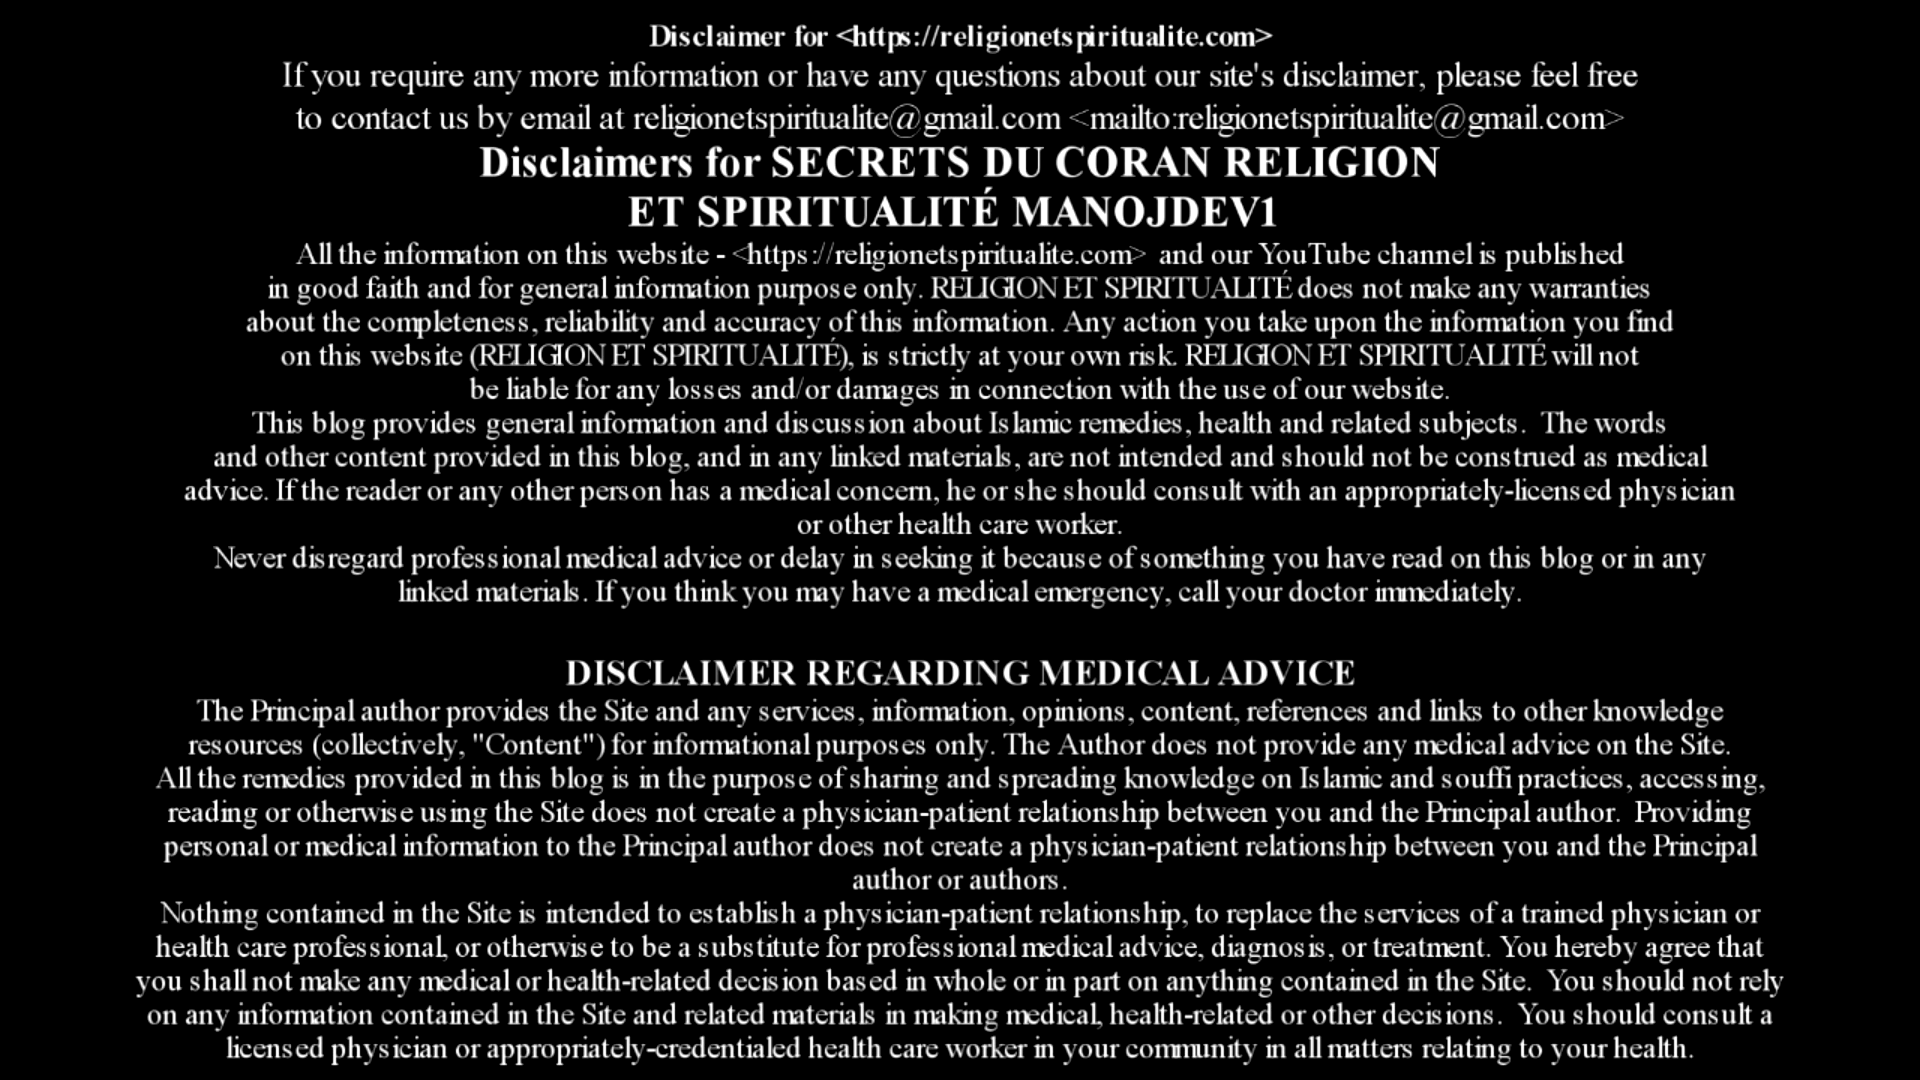 Disclaimer for <https://religionetspiritualite.com>
If you require any more information or have any questions about our site's disclaimer, please feel free
to contact us by email at religionetspiritualite@gmail.com <mailto:religionetspiritualite@gmail.com>
Disclaimers for SECRETS DU CORAN RELIGION
ET SPIRITUALITÉ MANOJDEV1
All the information on this website - <https://religionetspiritualite.com> and our YouTube channel is published
in good faith and for general information purpose only. RELIGION ET SPIRITUALITÉ does not make any warranties
about the completeness, reliability and accuracy of this information. Any action you take upon the information you find
on this website (RELIGION ET SPIRITUALITÉ), is strictly at your own risk. RELIGION ET SPIRITUALITÉ will not
be liable for any losses and/or damages in connection with the use of our website.
This blog provides general information and discussion about Islamic remedies, health and related subjects. The words
and other content provided in this blog, and in any linked materials, are not intended and should not be construed as medical
advice. If the reader or any other person has a medical concern, he or she should consult with an appropriately-licensed physician
or other health care worker.
Never disregard professional medical advice or delay in seeking it because of something you have read on this blog or in any
linked materials. If you think you may have a medical emergency, call your doctor immediately.
DISCLAIMER REGARDING MEDICAL ADVICE
The Principal author provides the Site and any services, information, opinions, content, references and links to other knowledge
resources (collectively, "Content") for informational purposes only. The Author does not provide any medical advice on the Site.
All the remedies provided in this blog is in the purpose of sharing and spreading knowledge on Islamic and souffi practices, accessing,
reading or otherwise using the Site does not create a physician-patient relationship between you and the Principal author. Providing
personal or medical information to the Principal author does not create a physician-patient relationship between you and the Principal
author or authors.
Nothing contained in the Site is intended to establish a physician-patient relationship, to replace the services of a trained physician or
health care professional, or otherwise to be a substitute for professional medical advice, diagnosis, or treatment. You hereby agree that
you shall not make any medical or health-related decision based in whole or in part on anything contained in the Site. You should not rely
on any information contained in the Site and related materials in making medical, health-related or other decisions. You should consult a
licensed physician or appropriately-credentialed health care worker in your community in all matters relating to your health.